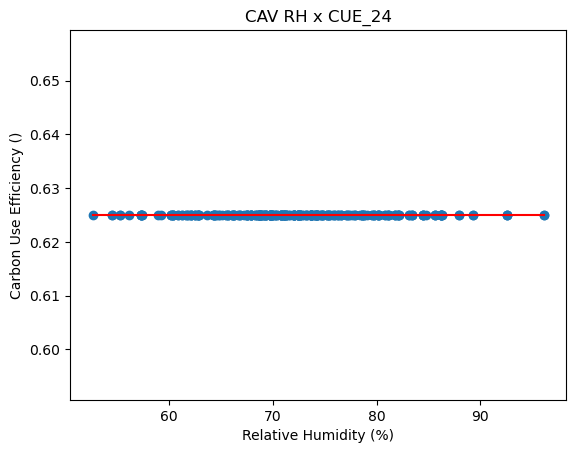 CAV RH x CUE_24
Carbon Use Efficiency ()
0.65
0.64
0.63
0.62
0.61
0.60
60 70 80 90
Relative Humidity (%)